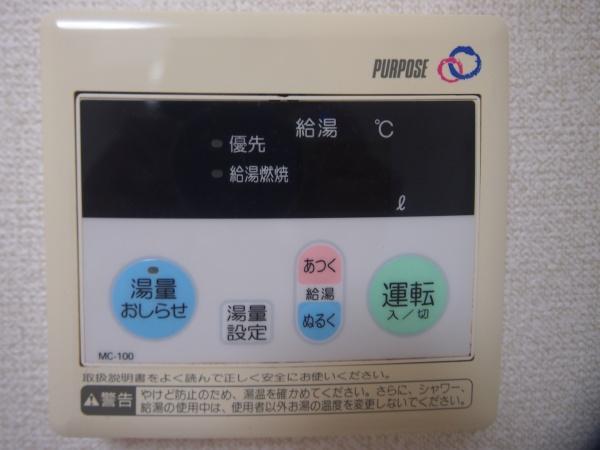 PURPOSE
給湯 ℃
優先
給湯燃焼
ℓ
湯量
おしらせ
湯量
設定
あつく
給湯
ぬるく
運転
入／切
MC-100
取扱説明書をよく読んで正しく安全にお使いください。
警告 やけど防止のため、湯温を確かめてください。さらに、シャワー、
給湯の使用中は、使用者以外お湯の温度を変更しないでください。